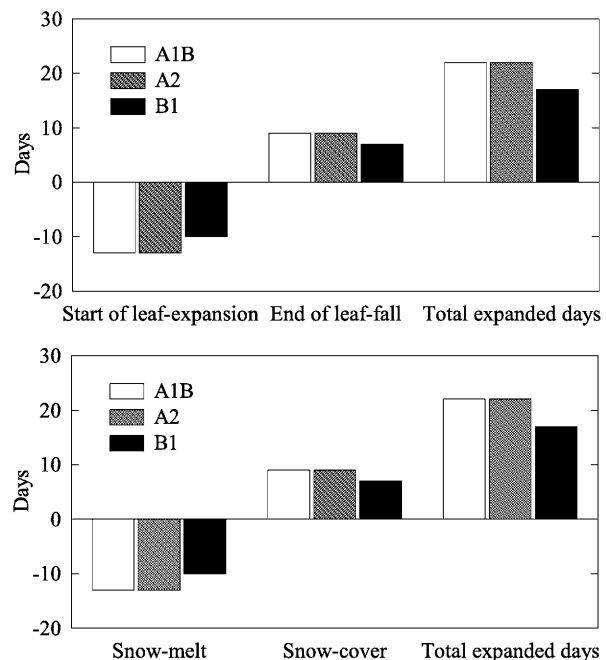 30
20
10
0
-10
-20
Days
A1B
A2
B1
Start of leaf-expansion End of leaf-fall Total expanded days
30
20
10
0
-10
-20
Days
A1B
A2
B1
Snow-melt Snow-cover Total expanded days